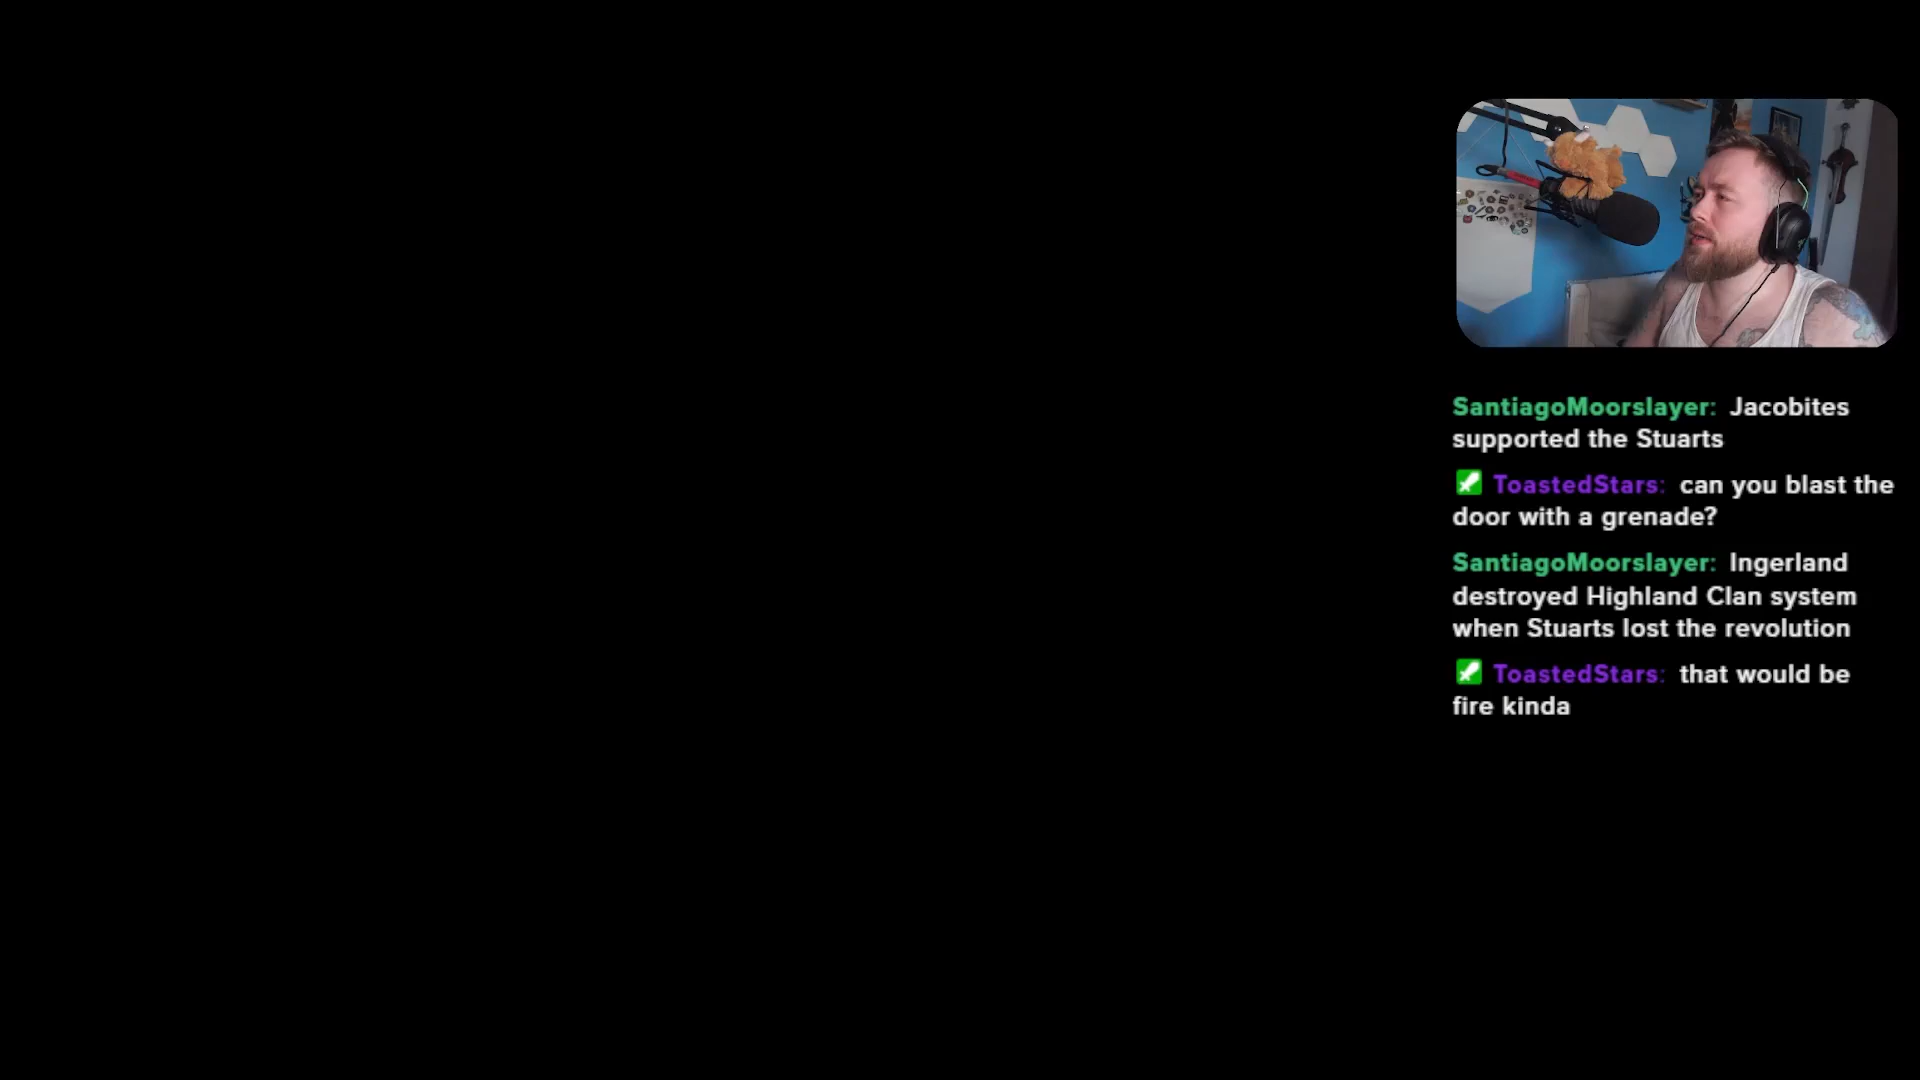 SantiagoMoorslayer: Jacobites
supported the Stuarts
ToastedStars: can you blast the
door with a grenade?
SantiagoMoorslayer: Ingerland
destroyed Highland Clan system
when Stuarts lost the revolution
ToastedStars: that would be
fire kinda